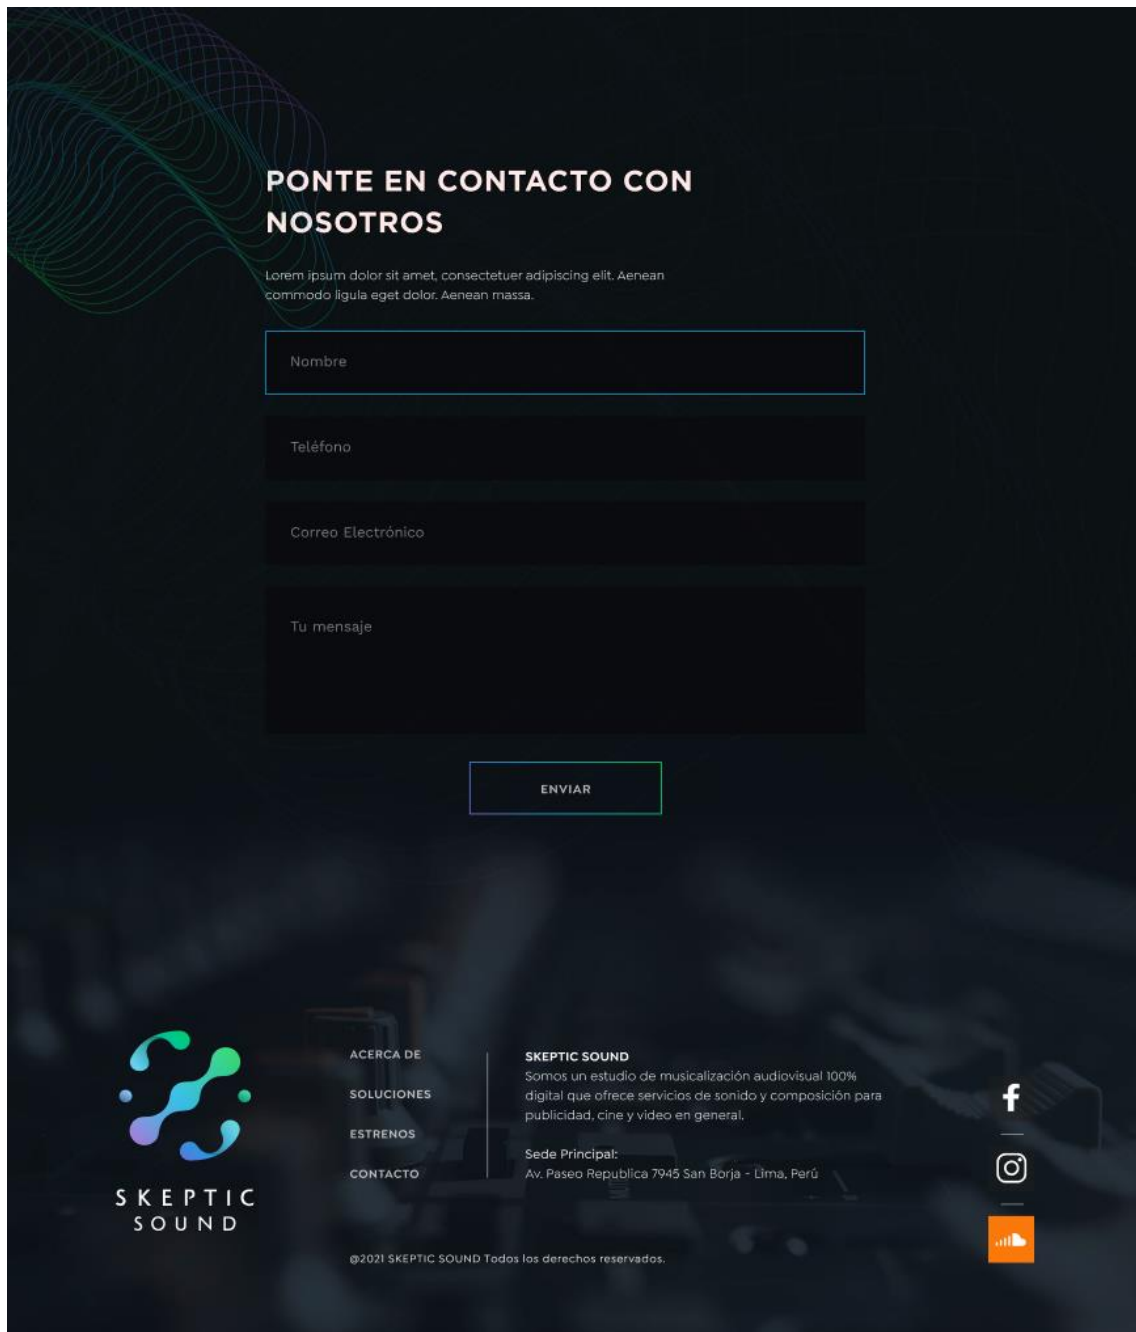 PONTE EN CONTACTO CON
NOSOTROS
Lorem ipsum dolor sit amet, consectetuer adipiscing elit. Aenean
commodo ligula eget dolor. Aenean massa.
Nombre
Teléfono
Correo Electrónico
Tu mensaje
ENVIAR
SKEPTIC
SOUND
ACERCA DE
SOLUCIONES
ESTRENOS
CONTACTO
SKEPTIC SOUND
Somos un estudio de musicalización audiovisual 100%
digital que ofrece servicios de sonido y composición para
publicidad, cine y video en general.
Sede Principal:
Av. Paseo Republica 7945 San Borja - Lima, Perú
@2021 SKEPTIC SOUND Todos los derechos reservados.